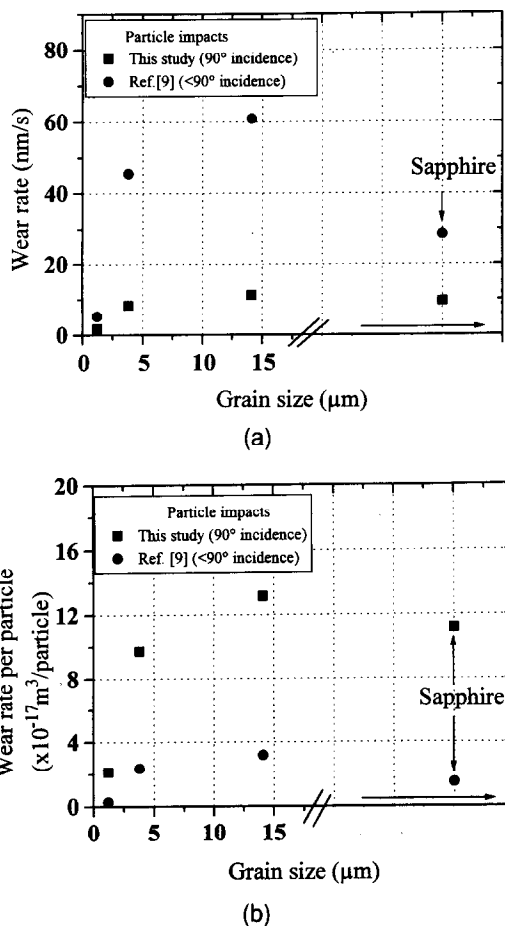 Particle impacts
This study (90° incidence)
Ref.[9] (<90° incidence)
80
60
40
20
0
Wear rate (nm/s)
Sapphire
0 5 10 15
Grain size (µm)
(a)
20
16
12
8
4
0
Particle impacts
This study (90° incidence)
Ref. [9] (<90° incidence)
Wear rate per particle
(x10⁻¹⁷m³/particle)
Sapphire
0 5 10 15
Grain size (µm)
(b)